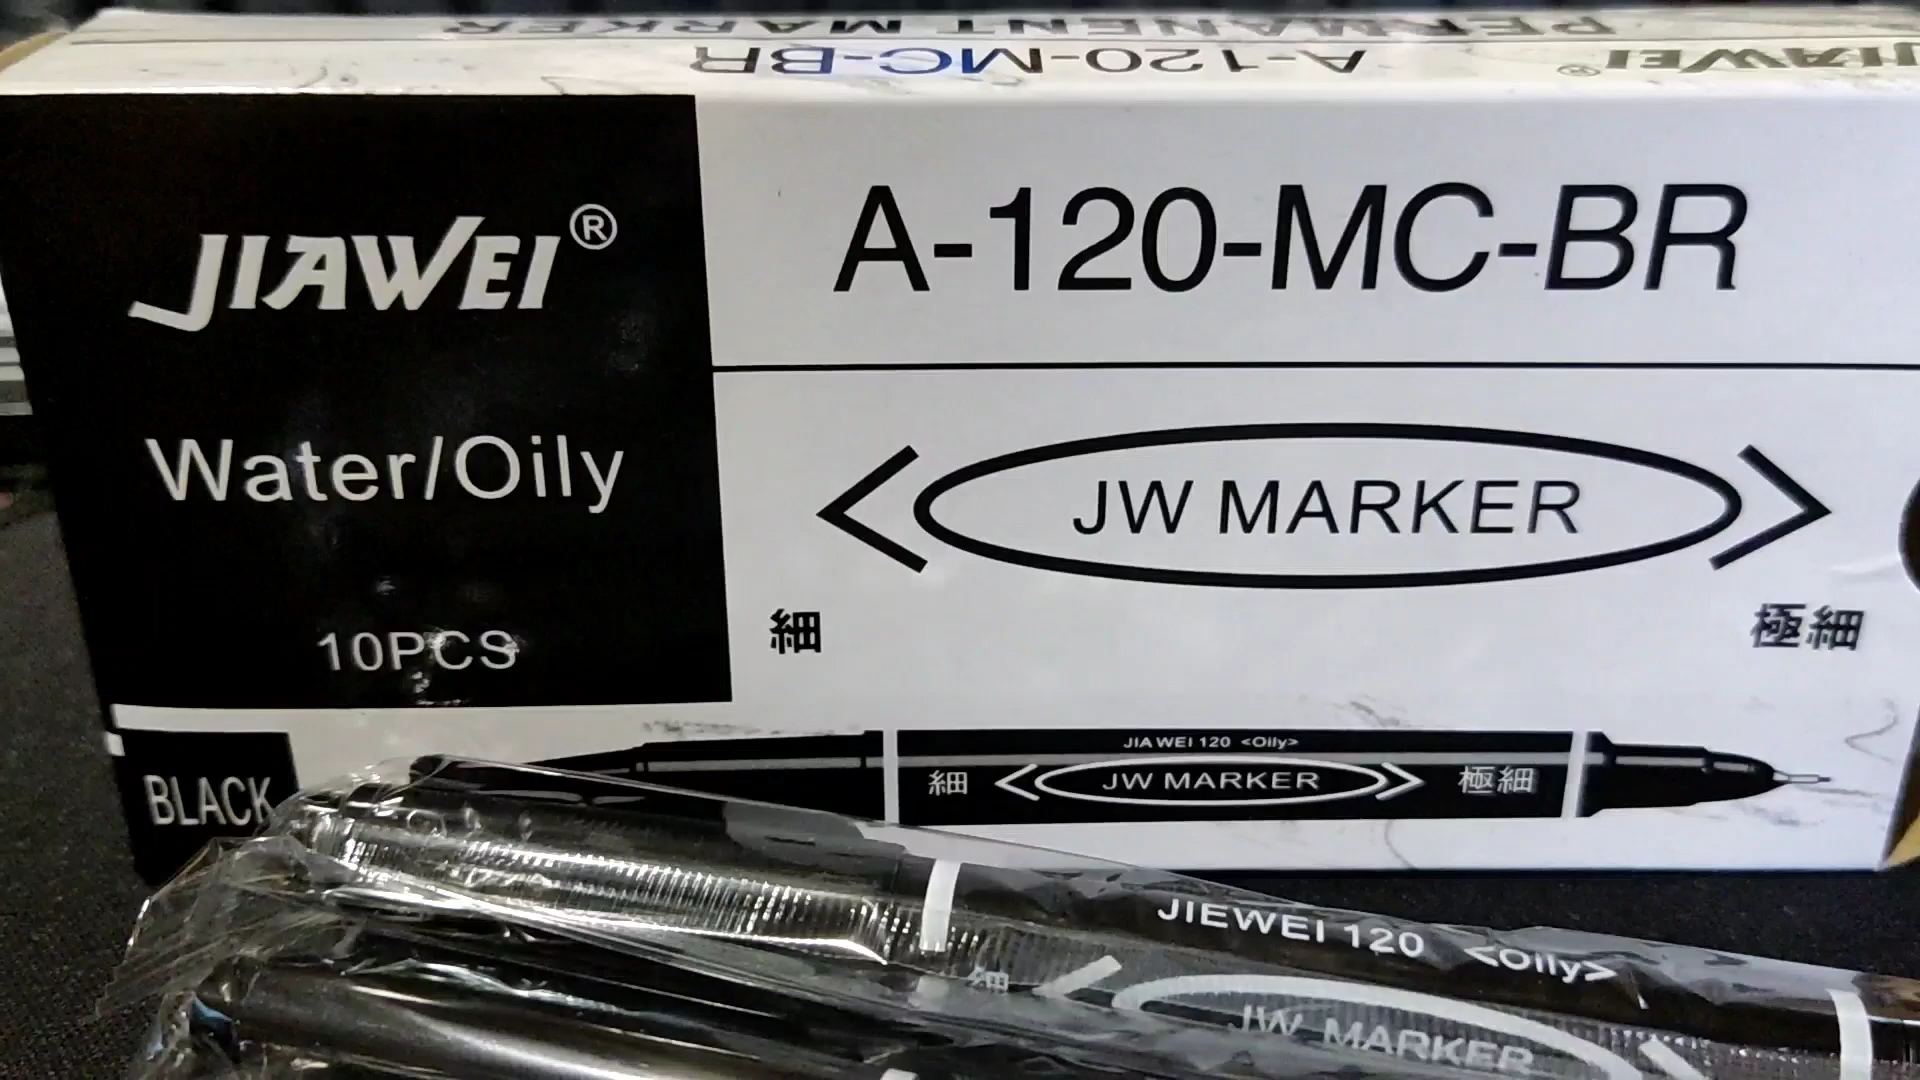 PERMANENT MARKER
JIAWEI® A-120-MC-BR
JIAWEI®
A-120-MC-BR
Water/Oily
JW MARKER
10PCS
細 極細
BLACK
JIA WEI 120 <Oily>
細 JW MARKER 極細
JIEWEI 120 <Oily>
細
JW MARKER